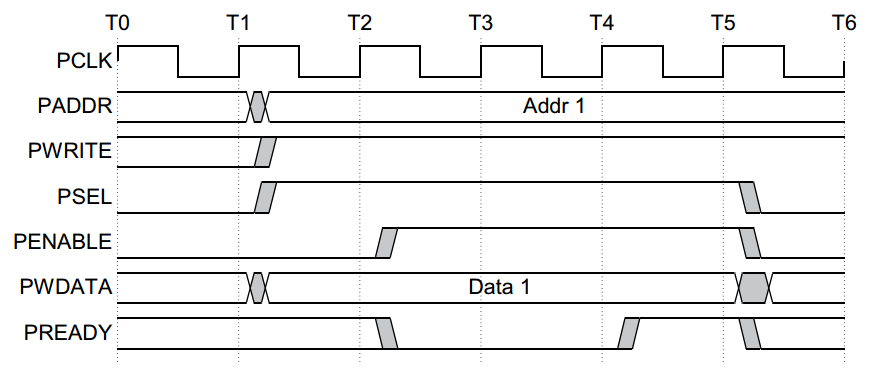 T0 T1 T2 T3 T4 T5 T6
PCLK
PADDR Addr 1
PWRITE
PSEL
PENABLE
PWDATA Data 1
PREADY